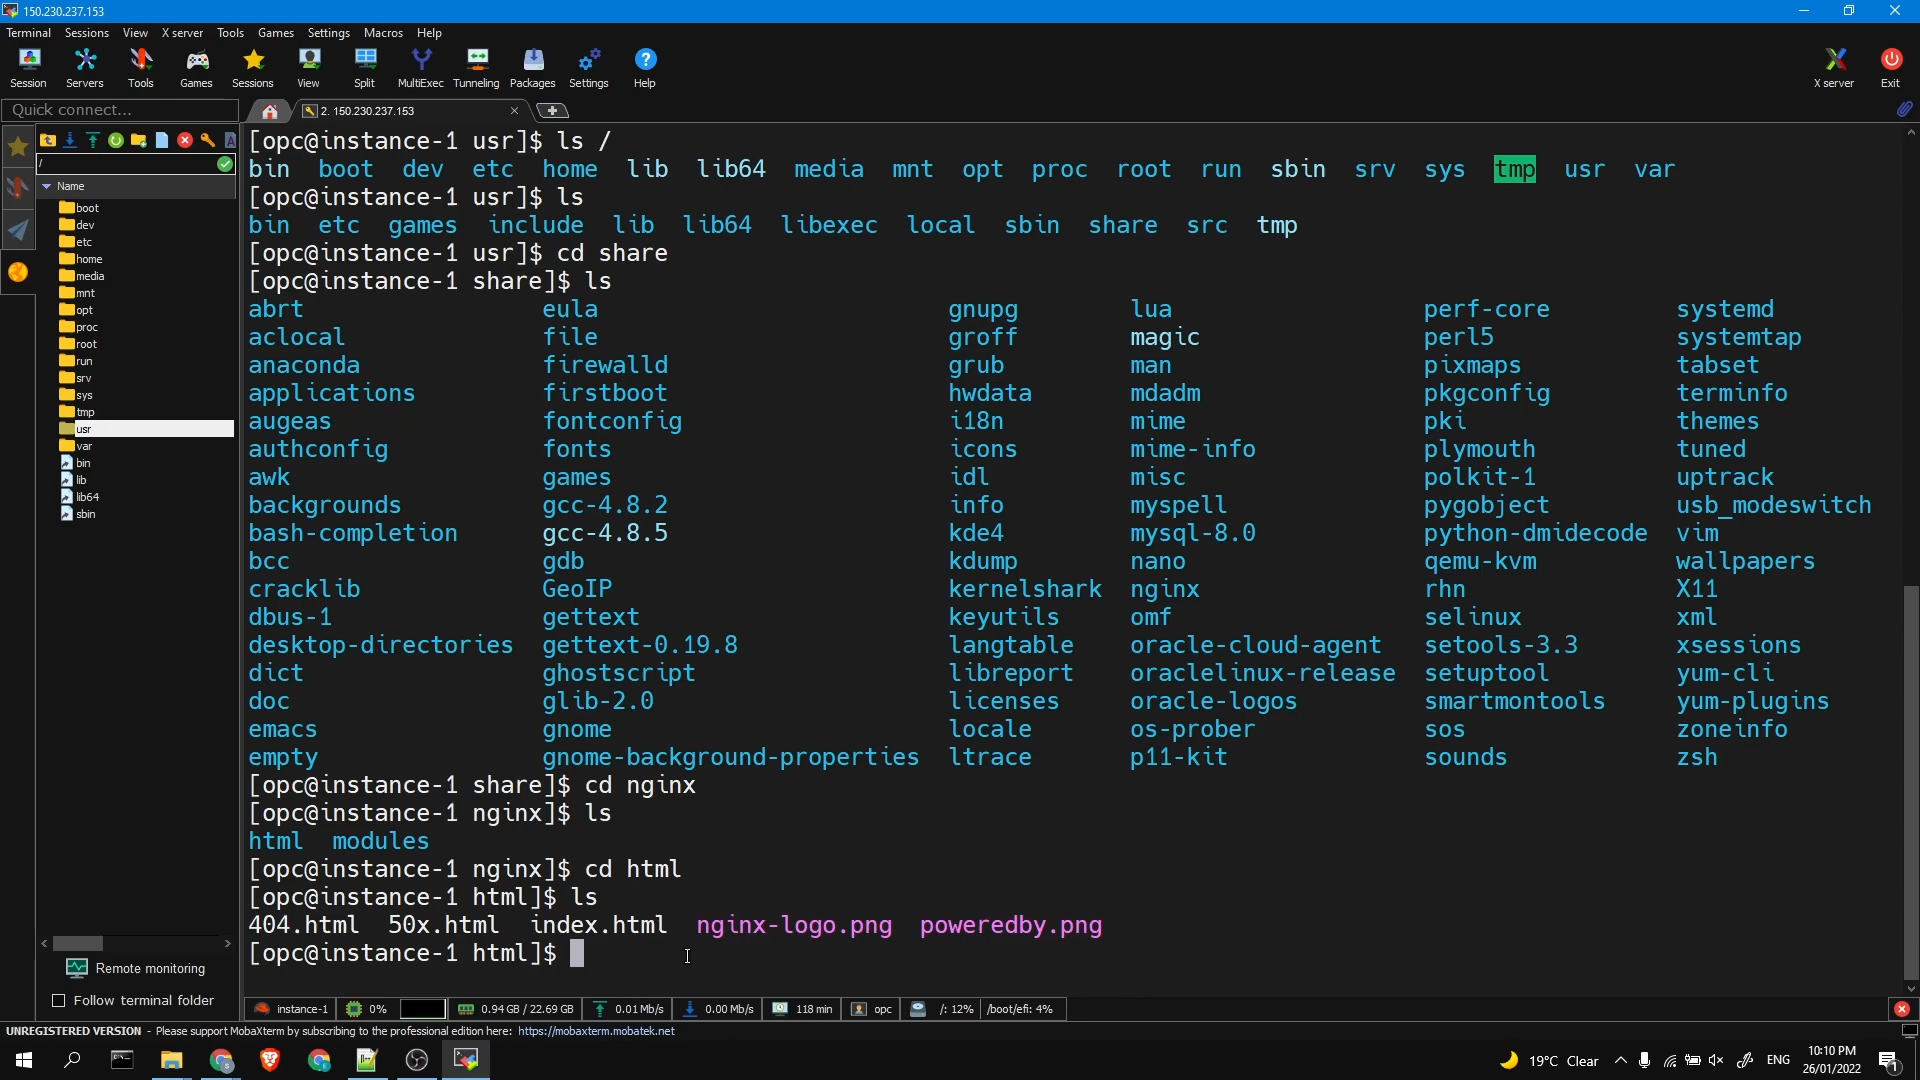 150.230.237.153
Terminal Sessions View X server Tools Games Settings Macros Help
Session Servers Tools Games Sessions View Split MultiExec Tunneling Packages Settings Help X server Exit
Quick connect... 2. 150.230.237.153
/
Name
boot
dev
etc
home
media
mnt
opt
proc
root
run
srv
sys
tmp
usr
var
bin
lib
lib64
sbin
Remote monitoring
Follow terminal folder
[opc@instance-1 usr]$ ls /
bin boot dev etc home lib lib64 media mnt opt proc root run sbin srv sys tmp usr var
[opc@instance-1 usr]$ ls
bin etc games include lib lib64 libexec local sbin share src tmp
[opc@instance-1 usr]$ cd share
[opc@instance-1 share]$ ls
abrt eula gnupg lua perf-core systemd
aclocal file groff magic perl5 systemtap
anaconda firewalld grub man pixmaps tabset
applications firstboot hwdata mdadm pkgconfig terminfo
augeas fontconfig i18n mime pki themes
authconfig fonts icons mime-info plymouth tuned
awk games idl misc polkit-1 uptrack
backgrounds gcc-4.8.2 info myspell pygobject usb_modeswitch
bash-completion gcc-4.8.5 kde4 mysql-8.0 python-dmidecode vim
bcc gdb kdump nano qemu-kvm wallpapers
cracklib GeoIP kernelshark nginx rhn X11
dbus-1 gettext keyutils omf selinux xml
desktop-directories gettext-0.19.8 langtable oracle-cloud-agent setools-3.3 xsessions
dict ghostscript libreport oraclelinux-release setuptool yum-cli
doc glib-2.0 licenses oracle-logos smartmontools yum-plugins
emacs gnome locale os-prober sos zoneinfo
empty gnome-background-properties ltrace p11-kit sounds zsh
[opc@instance-1 share]$ cd nginx
[opc@instance-1 nginx]$ ls
html modules
[opc@instance-1 nginx]$ cd html
[opc@instance-1 html]$ ls
404.html 50x.html index.html nginx-logo.png poweredby.png
[opc@instance-1 html]$
instance-1 0% 0.94 GB / 22.69 GB 0.01 Mb/s 0.00 Mb/s 118 min opc /: 12% /boot/efi: 4%
UNREGISTERED VERSION - Please support MobaXterm by subscribing to the professional edition here: https://mobaxterm.mobatek.net
19°C Clear ENG 10:10 PM
26/01/2022 1